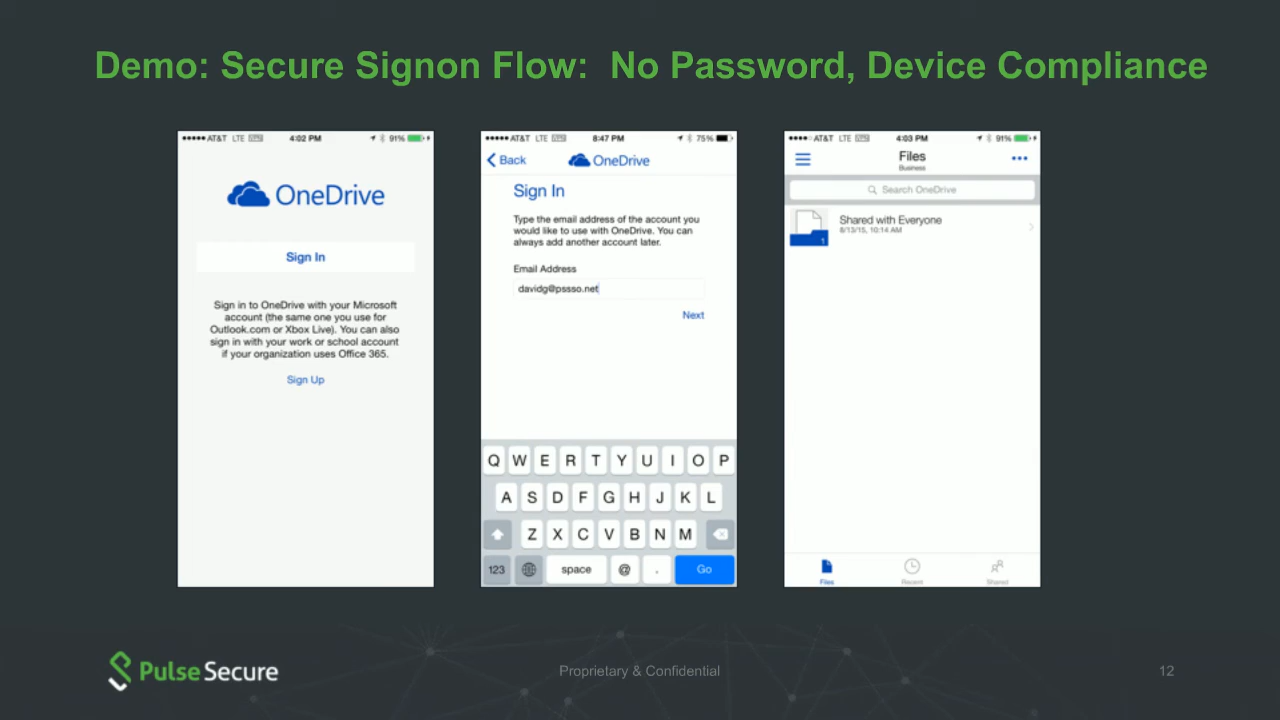 Demo: Secure Signon Flow:  No Password, Device Compliance
AT&T LTE 4:02 PM 91%
OneDrive
Sign In
Sign in to OneDrive with your Microsoft
account (the same one you use for
Outlook.com or Xbox Live). You can also
sign in with your work or school account
if your organization uses Office 365.
Sign Up
AT&T LTE 8:47 PM 75%
Back OneDrive
Sign In
Type the email address of the account you
would like to use with OneDrive. You can
always add another account later.
Email Address
davidg@pssso.net
Next
Q W E R T Y U I O P
A S D F G H J K L
Z X C V B N M
123 space @ . Go
AT&T LTE 4:03 PM 91%
Files
Business
Search OneDrive
Shared with Everyone
8/13/15, 10:14 AM
1
Files Recent Shared
Pulse Secure
Proprietary & Confidential
12